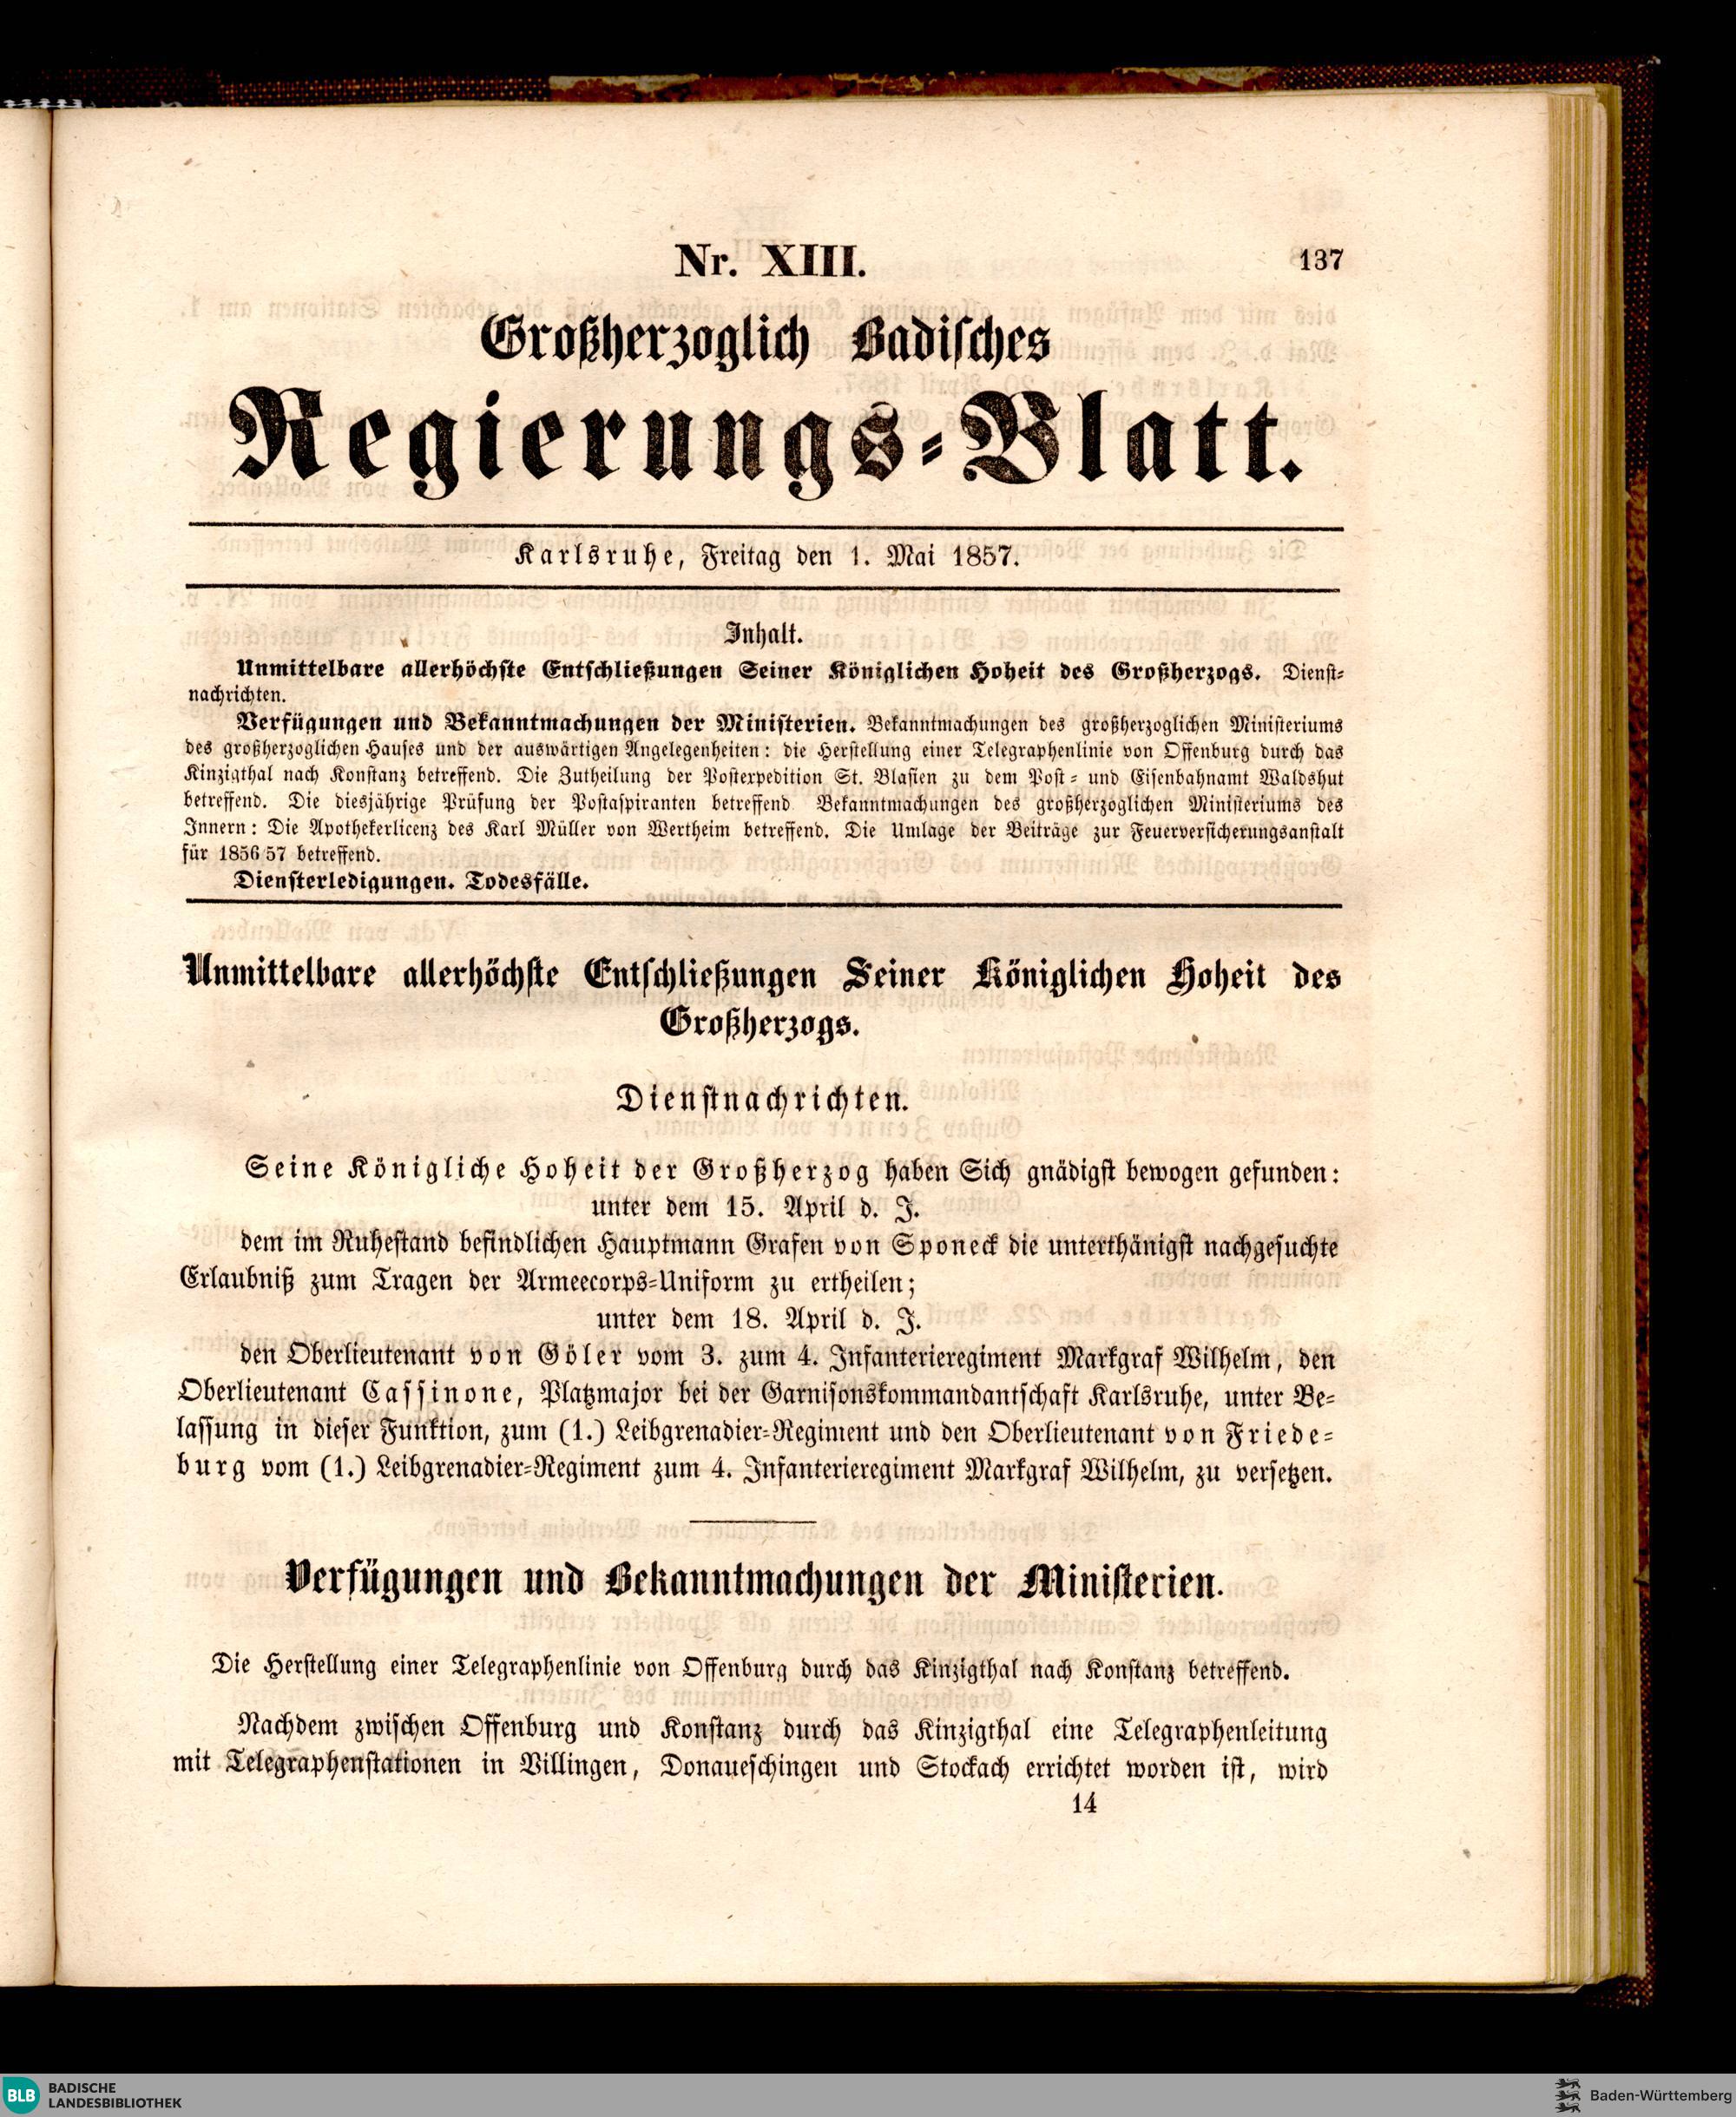 Nr. XIII.
137
Großherzoglich Badisches
Regierungs-Blatt.
Karlsruhe, Freitag den 1. Mai 1857.
Inhalt.
Unmittelbare allerhöchste Entschließungen Seiner Königlichen Hoheit des Großherzogs. Dienst-
nachrichten.
Verfügungen und Bekanntmachungen der Ministerien. Bekanntmachungen des großherzoglichen Ministeriums
des großherzoglichen Hauses und der auswärtigen Angelegenheiten: die Herstellung einer Telegraphenlinie von Offenburg durch das
Kinzigthal nach Konstanz betreffend. Die Zutheilung der Postexpedition St. Blasien zu dem Post- und Eisenbahnamt Waldshut
betreffend. Die diesjährige Prüfung der Postaspiranten betreffend Bekanntmachungen des großherzoglichen Ministeriums des
Innern: Die Apothekerlicenz des Karl Müller von Wertheim betreffend. Die Umlage der Beiträge zur Feuerversicherungsanstalt
für 1856 57 betreffend.
Diensterledigungen. Todesfälle.
Unmittelbare allerhöchste Entschließungen Seiner Königlichen Hoheit des
Großherzogs.
Dienstnachrichten.
Seine Königliche Hoheit der Großherzog haben Sich gnädigst bewogen gefunden:
unter dem 15. April d. J.
dem im Ruhestand befindlichen Hauptmann Grafen von Sponeck die unterthänigst nachgesuchte
Erlaubniß zum Tragen der Armeecorps-Uniform zu ertheilen;
unter dem 18. April d. J.
den Oberlieutenant von Göler vom 3. zum 4. Infanterieregiment Markgraf Wilhelm, den
Oberlieutenant Cassinone, Platzmajor bei der Garnisonskommandantschaft Karlsruhe, unter Be-
lassung in dieser Funktion, zum (1.) Leibgrenadier-Regiment und den Oberlieutenant von Friede-
burg vom (1.) Leibgrenadier-Regiment zum 4. Infanterieregiment Markgraf Wilhelm, zu versetzen.
Verfügungen und Bekanntmachungen der Ministerien.
Die Herstellung einer Telegraphenlinie von Offenburg durch das Kinzigthal nach Konstanz betreffend.
Nachdem zwischen Offenburg und Konstanz durch das Kinzigthal eine Telegraphenleitung
mit Telegraphenstationen in Villingen, Donaueschingen und Stockach errichtet worden ist, wird
14
BLB BADISCHE
LANDESBIBLIOTHEK
Baden-Württemberg